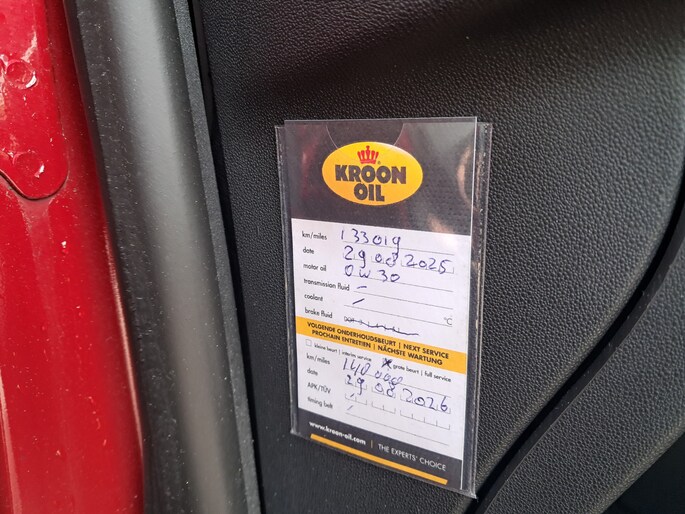 KROON
OIL
km/miles 133019
date 29 08 2025
motor oil 0W30
transmission fluid -
coolant -
brake fluid °C
VOLGENDE ONDERHOUDSBEURT | NEXT SERVICE
PROCHAIN ENTRETIEN | NÄCHSTE WARTUNG
kleine beurt | interim service grote beurt | full service
km/miles 140.000
date 29 08 2026
APK/TÜV -
timing belt -
www.kroon-oil.com | THE EXPERTS' CHOICE